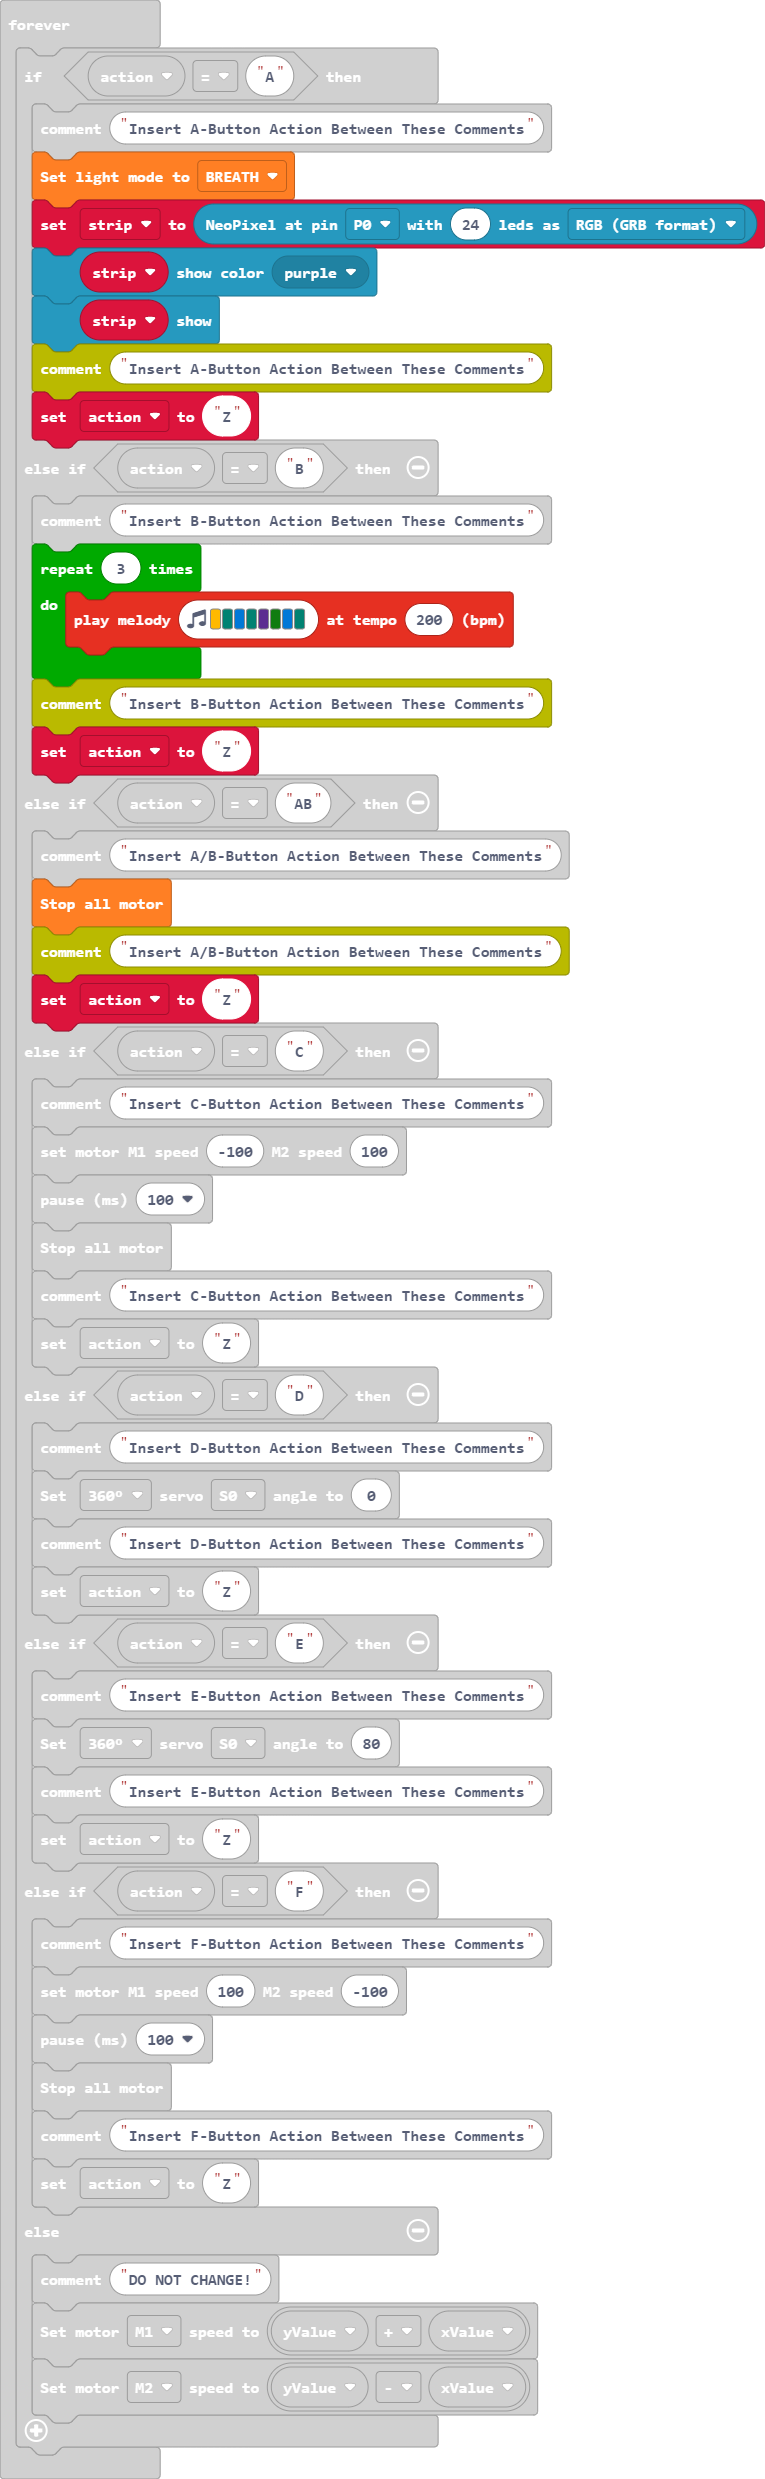 forever
if action = "A" then
comment "Insert A-Button Action Between These Comments"
Set light mode to BREATH
set strip to NeoPixel at pin P0 with 24 leds as RGB (GRB format)
strip show color purple
strip show
comment "Insert A-Button Action Between These Comments"
set action to "Z"
else if action = "B" then
comment "Insert B-Button Action Between These Comments"
repeat 3 times
do play melody at tempo 200 (bpm)
comment "Insert B-Button Action Between These Comments"
set action to "Z"
else if action = "AB" then
comment "Insert A/B-Button Action Between These Comments"
Stop all motor
comment "Insert A/B-Button Action Between These Comments"
set action to "Z"
else if action = "C" then
comment "Insert C-Button Action Between These Comments"
set motor M1 speed -100 M2 speed 100
pause (ms) 100
Stop all motor
comment "Insert C-Button Action Between These Comments"
set action to "Z"
else if action = "D" then
comment "Insert D-Button Action Between These Comments"
Set 360º servo S0 angle to 0
comment "Insert D-Button Action Between These Comments"
set action to "Z"
else if action = "E" then
comment "Insert E-Button Action Between These Comments"
Set 360º servo S0 angle to 80
comment "Insert E-Button Action Between These Comments"
set action to "Z"
else if action = "F" then
comment "Insert F-Button Action Between These Comments"
set motor M1 speed 100 M2 speed -100
pause (ms) 100
Stop all motor
comment "Insert F-Button Action Between These Comments"
set action to "Z"
else
comment "DO NOT CHANGE!"
Set motor M1 speed to yValue + xValue
Set motor M2 speed to yValue - xValue